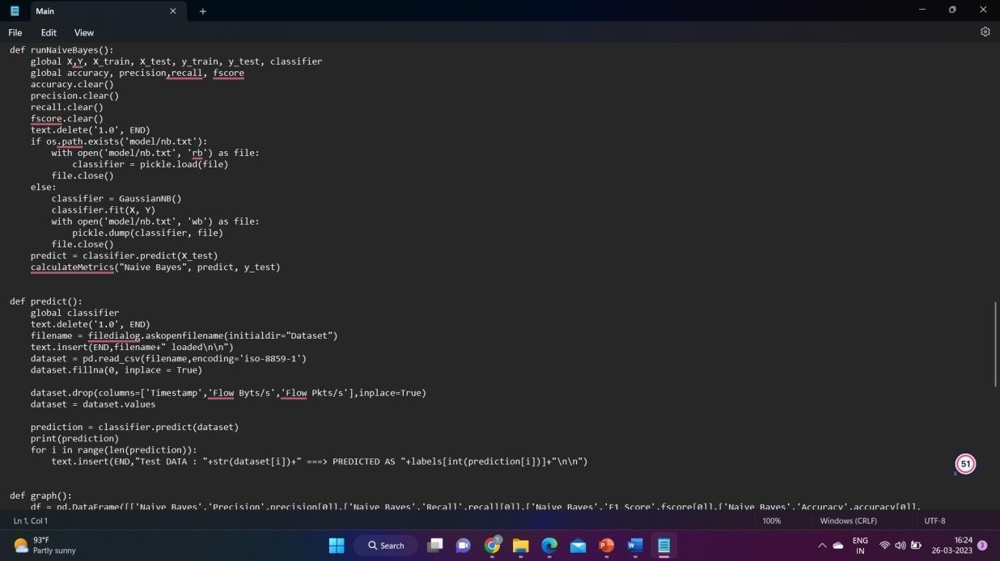 Main
File Edit View
def runNaiveBayes():
    global X,Y, X_train, X_test, y_train, y_test, classifier
    global accuracy, precision,recall, fscore
    accuracy.clear()
    precision.clear()
    recall.clear()
    fscore.clear()
    text.delete('1.0', END)
    if os.path.exists('model/nb.txt'):
        with open('model/nb.txt', 'rb') as file:
            classifier = pickle.load(file)
        file.close()
    else:
        classifier = GaussianNB()
        classifier.fit(X, Y)
        with open('model/nb.txt', 'wb') as file:
            pickle.dump(classifier, file)
        file.close()
    predict = classifier.predict(X_test)
    calculateMetrics("Naive Bayes", predict, y_test)
def predict():
    global classifier
    text.delete('1.0', END)
    filename = filedialog.askopenfilename(initialdir="Dataset")
    text.insert(END,filename+" loaded\n\n")
    dataset = pd.read_csv(filename,encoding='iso-8859-1')
    dataset.fillna(0, inplace = True)
    dataset.drop(columns=['Timestamp','Flow Byts/s','Flow Pkts/s'],inplace=True)
    dataset = dataset.values
    prediction = classifier.predict(dataset)
    print(prediction)
    for i in range(len(prediction)):
        text.insert(END,"Test DATA : "+str(dataset[i])+" ===> PREDICTED AS "+labels[int(prediction[i])]+"\n\n")
51
def graph():
    df = pd.DataFrame([['Naive Bayes','Precision',precision[0]],['Naive Bayes','Recall',recall[0]],['Naive Bayes','F1 Score',fscore[0]],['Naive Bayes','Accuracy',accuracy[0]],
Ln 1, Col 1 100% Windows (CRLF) UTF-8
93°F
Partly sunny
Search
ENG
IN
16:24
26-03-2023
3